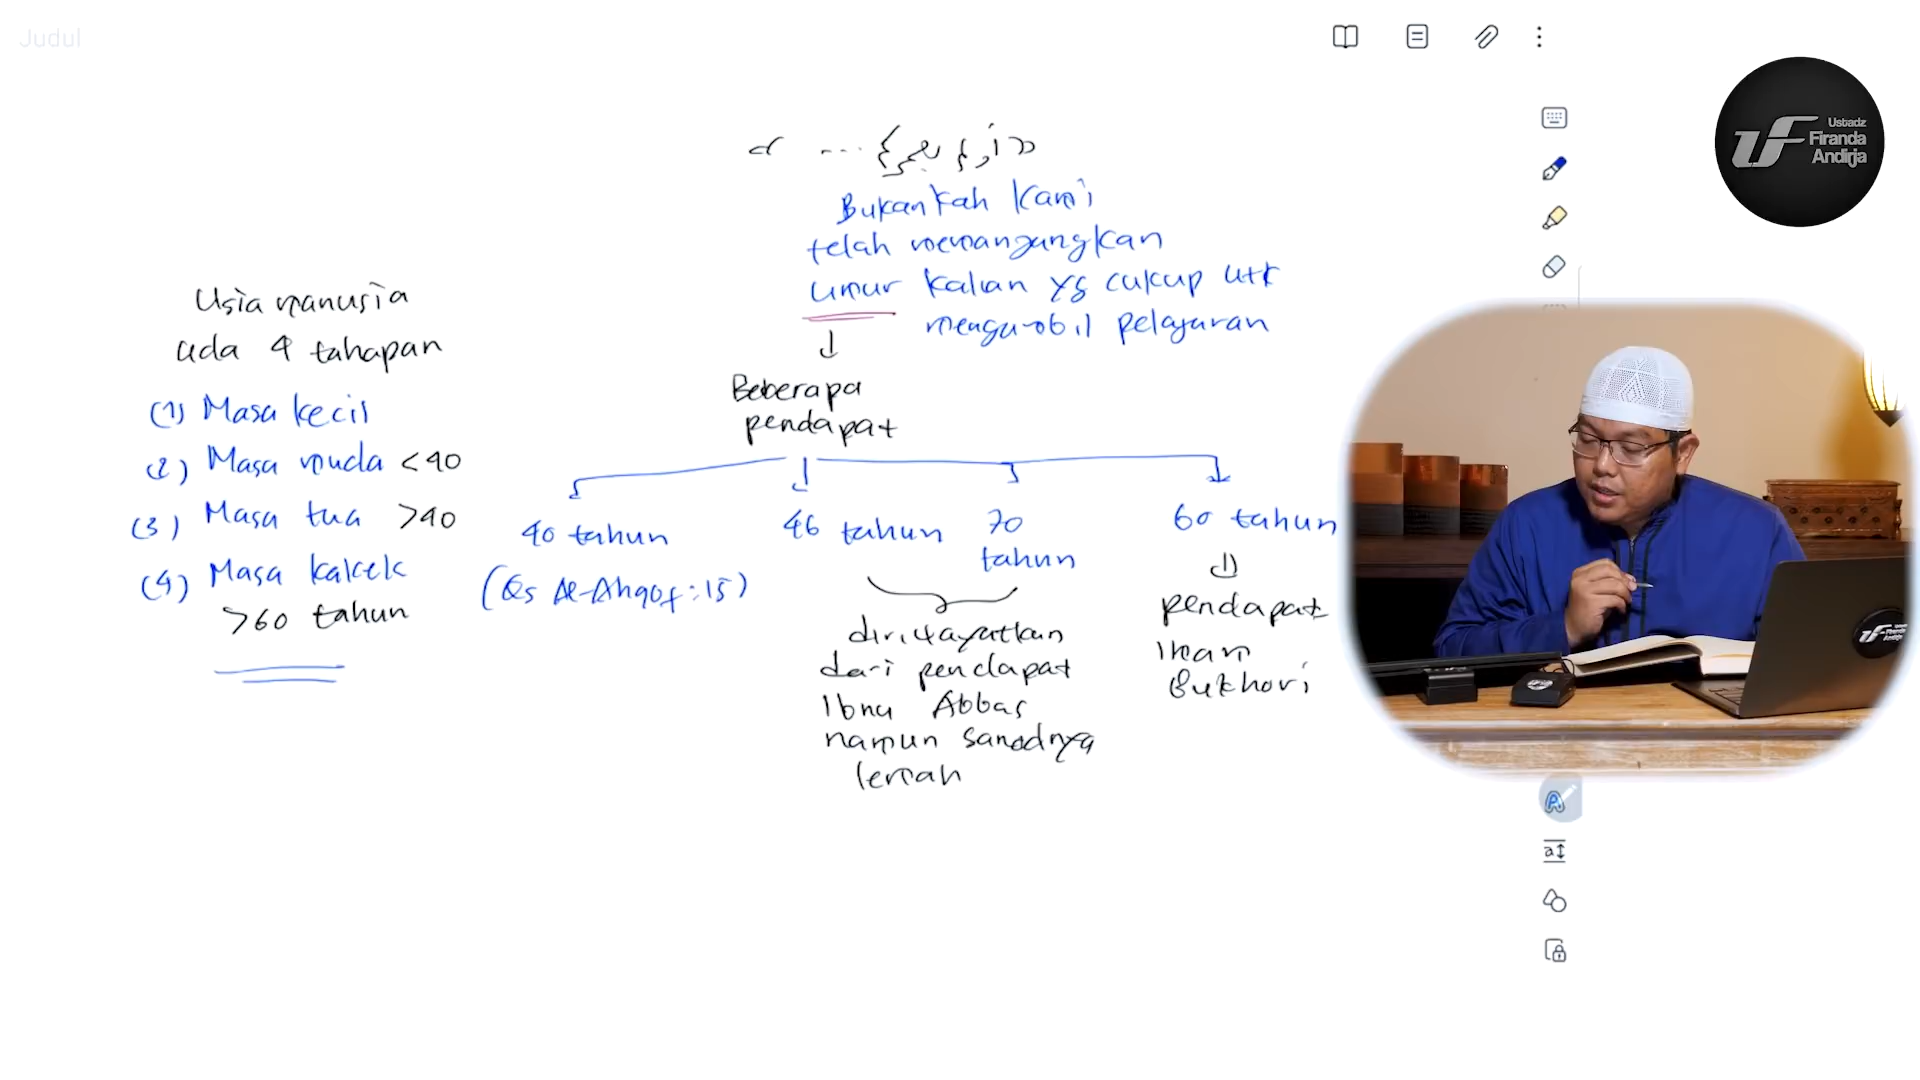 Judul
Ustadz
Firanda
Andirja
Bukankah Kami
telah memanjangkan
umur kalian yg cukup utk
mengambil pelajaran
Beberapa
pendapat
40 tahun
(Qs Al-Ahqof:15)
46 tahun
70
tahun
diriwayatkan
dari pendapat
Ibnu Abbas
namun sanadnya
lemah
60 tahun
pendapat
Imam
Bukhori
Usia manusia
ada 4 tahapan
(1) Masa kecil
(2) Masa muda <40
(3) Masa tua >40
(4) Masa kakek
>60 tahun